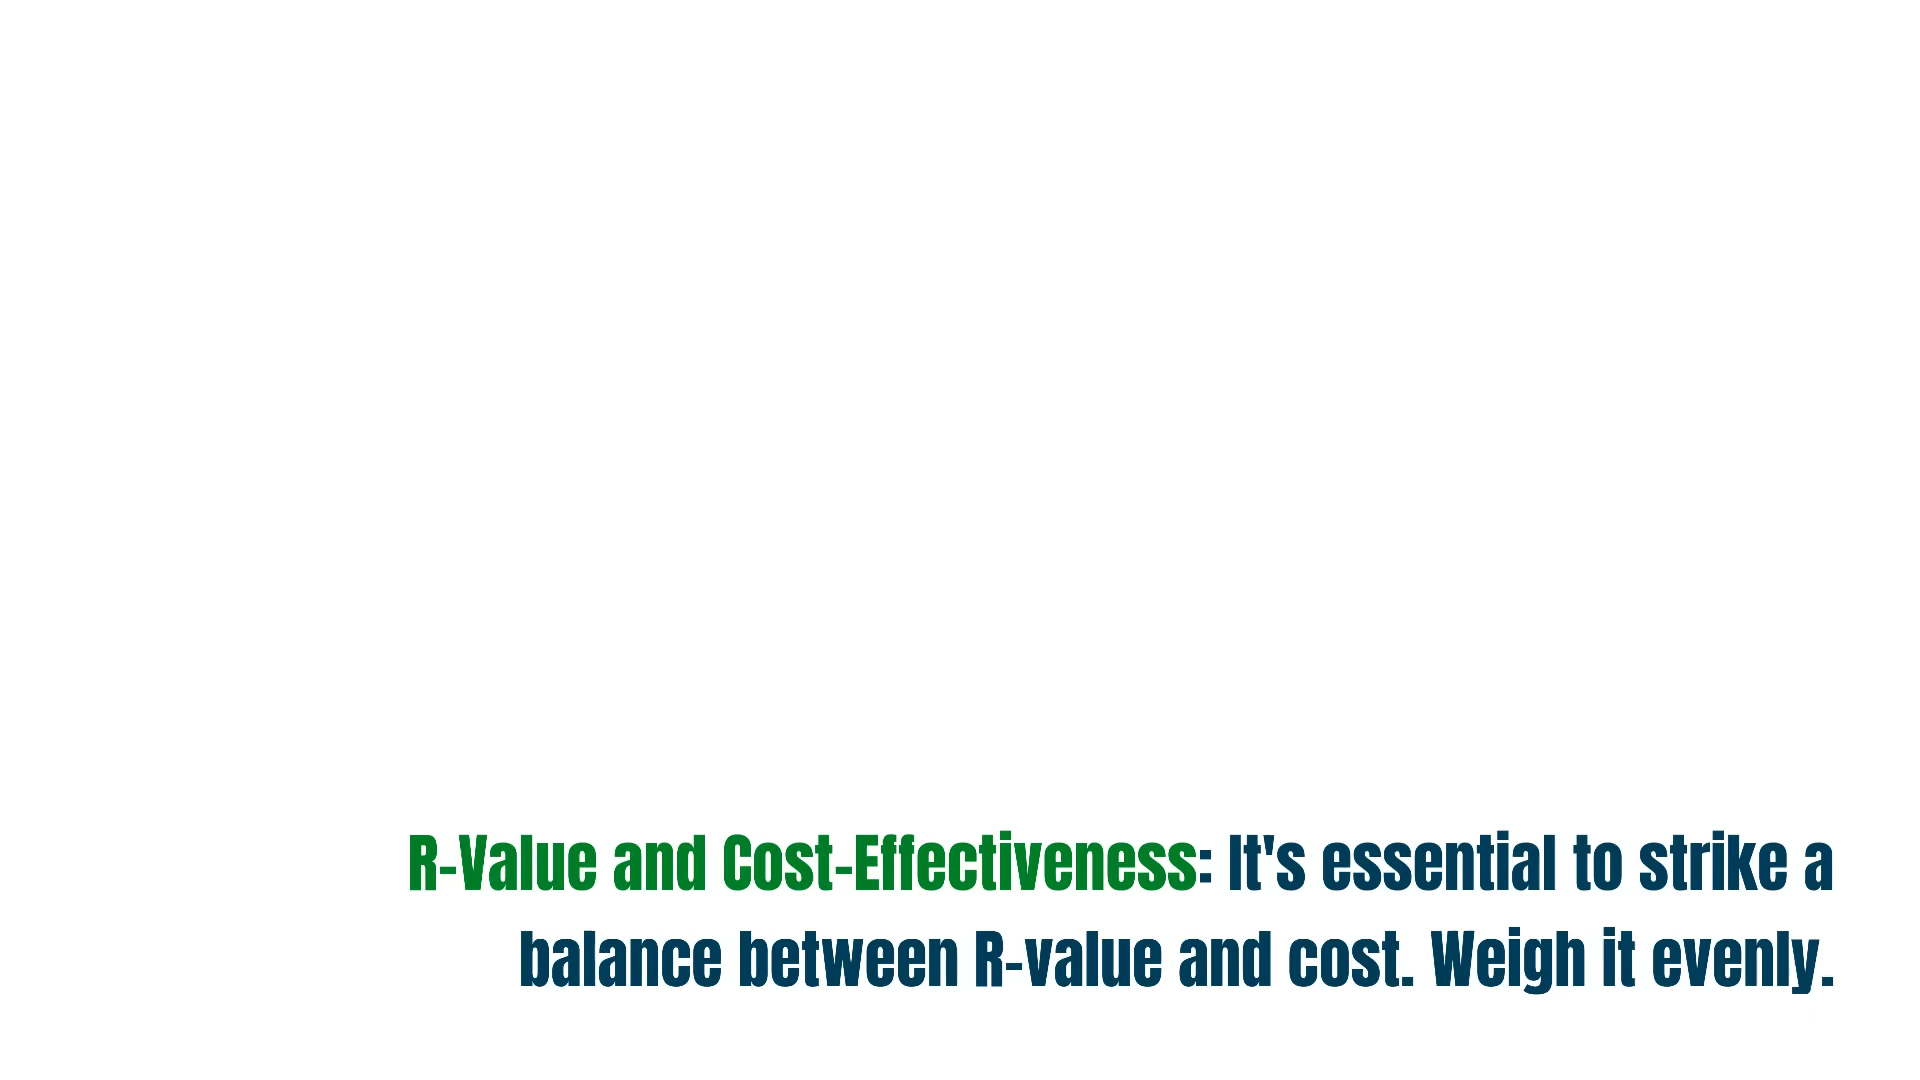 R-Value and Cost-Effectiveness: It's essential to strike a
balance between R-value and cost. Weigh it evenly.